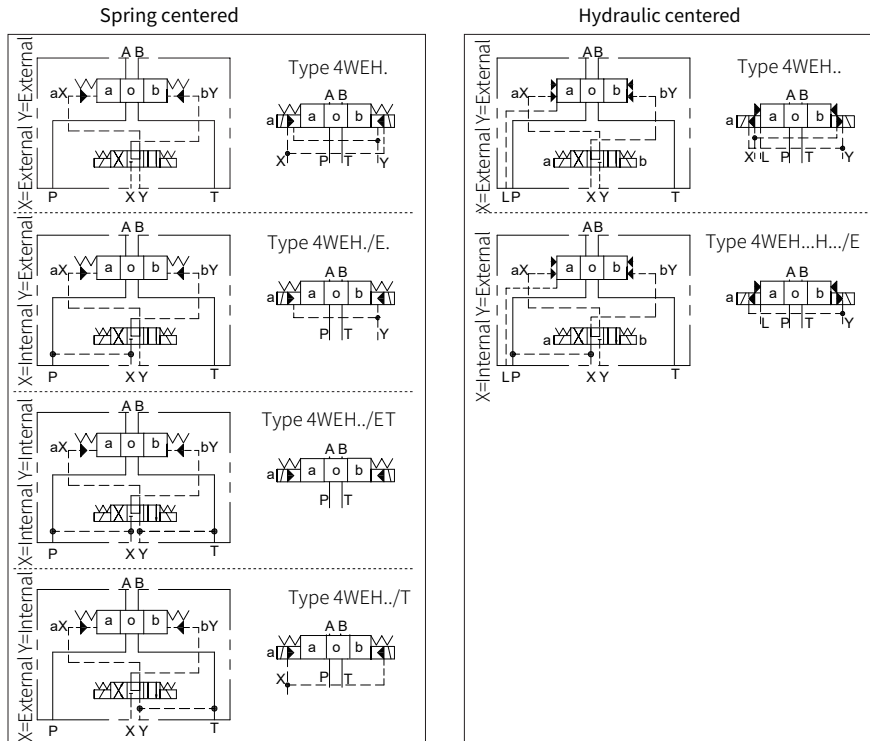 Spring centered
X=External Y=External
A B
aX
a o b
bY
P
X Y
T
Type 4WEH.
A B
a
a o b
X
P T
Y
X=Internal Y=External
A B
aX
a o b
bY
P
X Y
T
Type 4WEH./E.
A B
a
a o b
P T
Y
X=Internal Y=Internal
A B
aX
a o b
bY
P
X Y
T
Type 4WEH../ET
A B
a
a o b
P T
X=External Y=Internal
A B
aX
a o b
bY
P
X Y
T
Type 4WEH../T
A B
a
a o b
X
P T
Hydraulic centered
X=External Y=External
A B
aX
a o b
bY
a
b
L P
X Y
T
Type 4WEH..
A B
a
a o b
X L P T
Y
X=Internal Y=External
A B
aX
a o b
bY
a
b
L P
X Y
T
Type 4WEH...H.../E
A B
a
a o b
L P T
Y